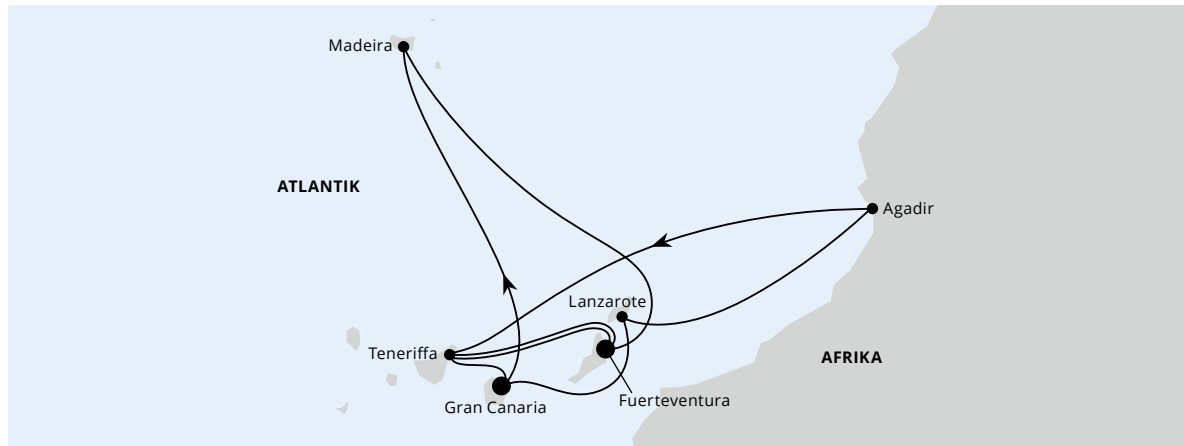 Madeira
ATLANTIK
Agadir
Lanzarote
Teneriffa
AFRIKA
Gran Canaria
Fuerteventura